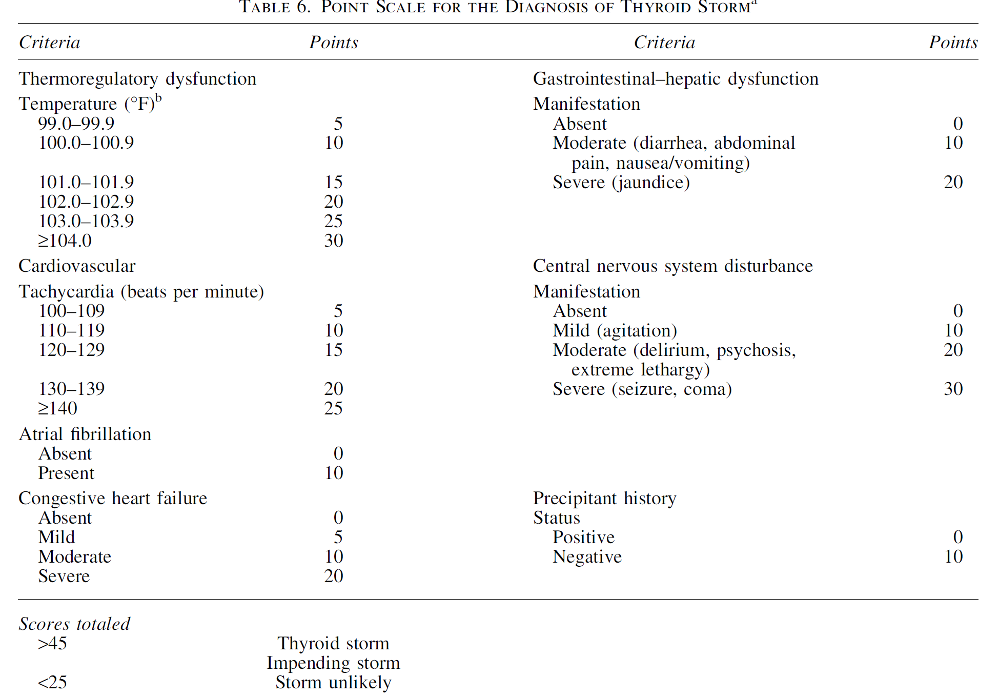 TABLE 6. POINT SCALE FOR THE DIAGNOSIS OF THYROID STORMa
Criteria Points Criteria Points
Thermoregulatory dysfunction Gastrointestinal–hepatic dysfunction
Temperature (°F)b Manifestation
99.0–99.9 5 Absent 0
100.0–100.9 10 Moderate (diarrhea, abdominal 10
pain, nausea/vomiting)
101.0–101.9 15 Severe (jaundice) 20
102.0–102.9 20
103.0–103.9 25
≥104.0 30
Cardiovascular Central nervous system disturbance
Tachycardia (beats per minute) Manifestation
100–109 5 Absent 0
110–119 10 Mild (agitation) 10
120–129 15 Moderate (delirium, psychosis, 20
extreme lethargy)
130–139 20 Severe (seizure, coma) 30
≥140 25
Atrial fibrillation
Absent 0
Present 10
Congestive heart failure Precipitant history
Absent 0 Status
Mild 5 Positive 0
Moderate 10 Negative 10
Severe 20
Scores totaled
>45 Thyroid storm
Impending storm
<25 Storm unlikely